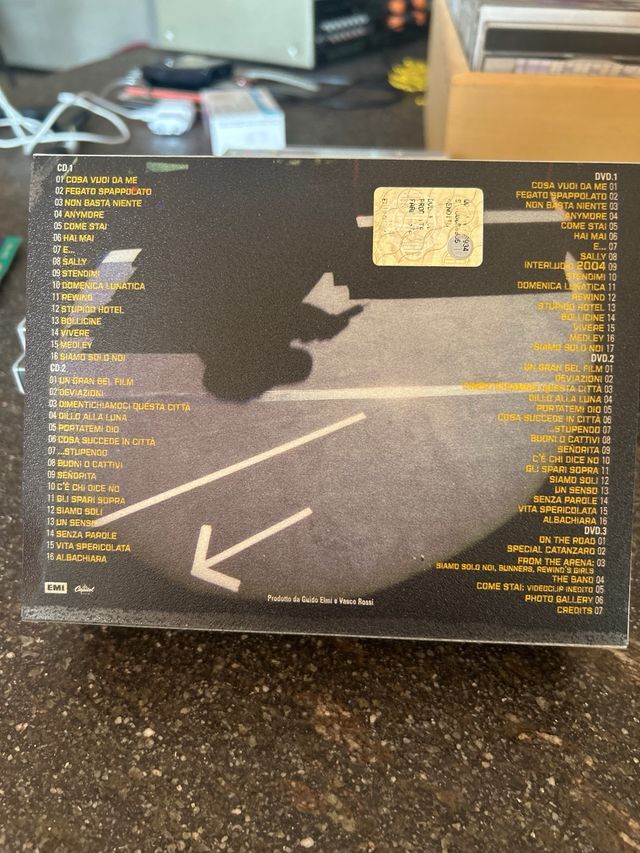 CD.1
01 COSA VUOI DA ME
02 FEGATO SPAPPOLATO
03 NON BASTA NIENTE
04 ANYMORE
05 COME STAI
06 HAI MAI
07 E...
08 SALLY
09 STENDIMI
10 DOMENICA LUNATICA
11 REWIND
12 STUPIDO HOTEL
13 BOLLICINE
14 VIVERE
15 MEDLEY
16 SIAMO SOLO NOI
CD.2
01 UN GRAN BEL FILM
02 DEVIAZIONI
03 DIMENTICHIAMOCI QUESTA CITTÀ
04 DILLO ALLA LUNA
05 PORTATEMI DIO
06 COSA SUCCEDE IN CITTÀ
07 ...STUPENDO
08 BUONI O CATTIVI
09 SEÑORITA
10 C'È CHI DICE NO
11 GLI SPARI SOPRA
12 SIAMO SOLI
13 UN SENSO
14 SENZA PAROLE
15 VITA SPERICOLATA
16 ALBACHIARA
EMI Capitol
Prodotto da Guido Elmi e Vasco Rossi
DVD.1
COSA VUOI DA ME 01
FEGATO SPAPPOLATO 02
NON BASTA NIENTE 03
ANYMORE 04
COME STAI 05
HAI MAI 06
E... 07
SALLY 08
INTERLUDIO 2004 09
STENDIMI 10
DOMENICA LUNATICA 11
REWIND 12
STUPIDO HOTEL 13
BOLLICINE 14
VIVERE 15
MEDLEY 16
SIAMO SOLO NOI 17
DVD.2
UN GRAN BEL FILM 01
DEVIAZIONI 02
DIMENTICHIAMOCI QUESTA CITTÀ 03
DILLO ALLA LUNA 04
PORTATEMI DIO 05
COSA SUCCEDE IN CITTÀ 06
...STUPENDO 07
BUONI O CATTIVI 08
SEÑORITA 09
C'È CHI DICE NO 10
GLI SPARI SOPRA 11
SIAMO SOLI 12
UN SENSO 13
SENZA PAROLE 14
VITA SPERICOLATA 15
ALBACHIARA 16
DVD.3
ON THE ROAD 01
SPECIAL CATANZARO 02
FROM THE ARENA: 03
SIAMO SOLO NOI, RUNNERS, REWIND'S GIRLS
THE BAND 04
COME STAI: VIDEOCLIP INEDITO 05
PHOTO GALLERY 06
CREDITS 07